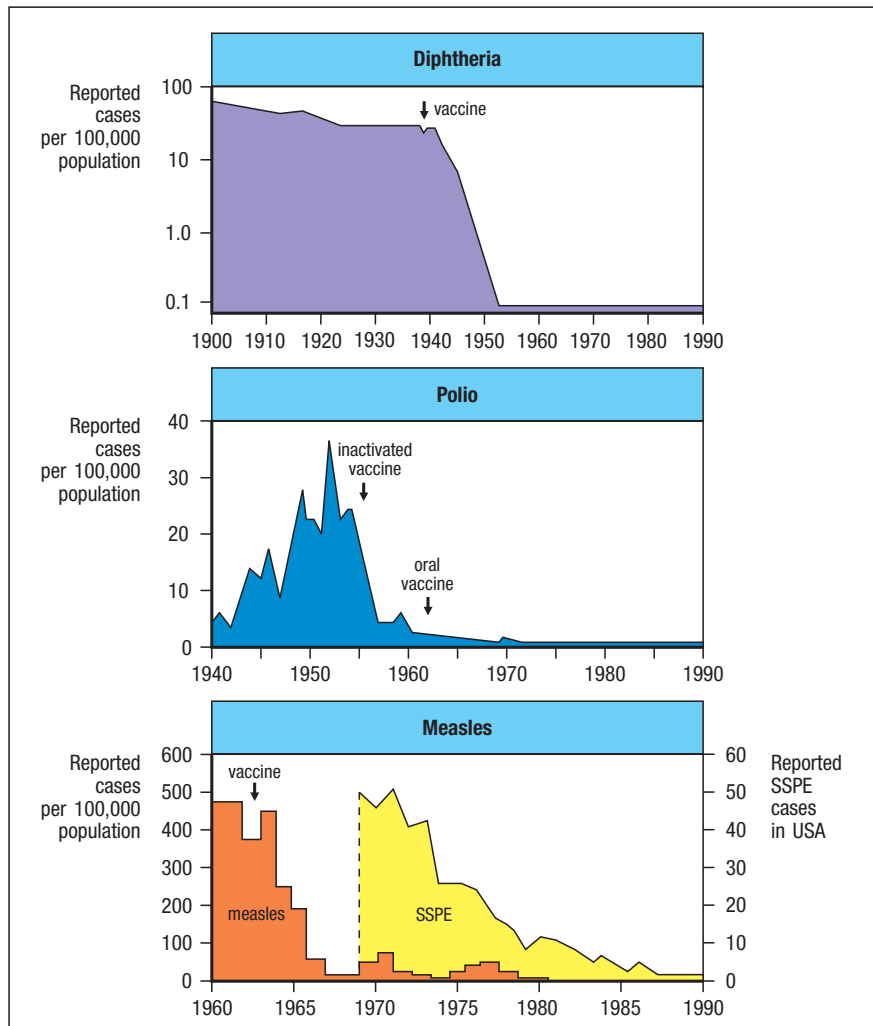 Diphtheria
Reported
cases
per 100,000
population
100
10
1.0
0.1
vaccine
1900 1910 1920 1930 1940 1950 1960 1970 1980 1990
Polio
Reported
cases
per 100,000
population
40
30
20
10
0
inactivated
vaccine
oral
vaccine
1940 1950 1960 1970 1980 1990
Measles
Reported
cases
per 100,000
population
600
500
400
300
200
100
0
vaccine
measles
SSPE
60
50
40
30
20
10
0
Reported
SSPE
cases
in USA
1960 1965 1970 1975 1980 1985 1990